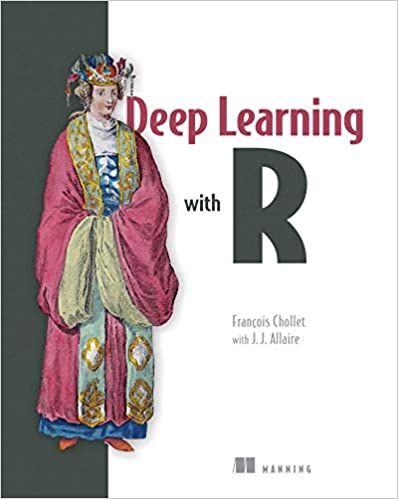 Deep Learning
with R
François Chollet
with J. J. Allaire
MANNING